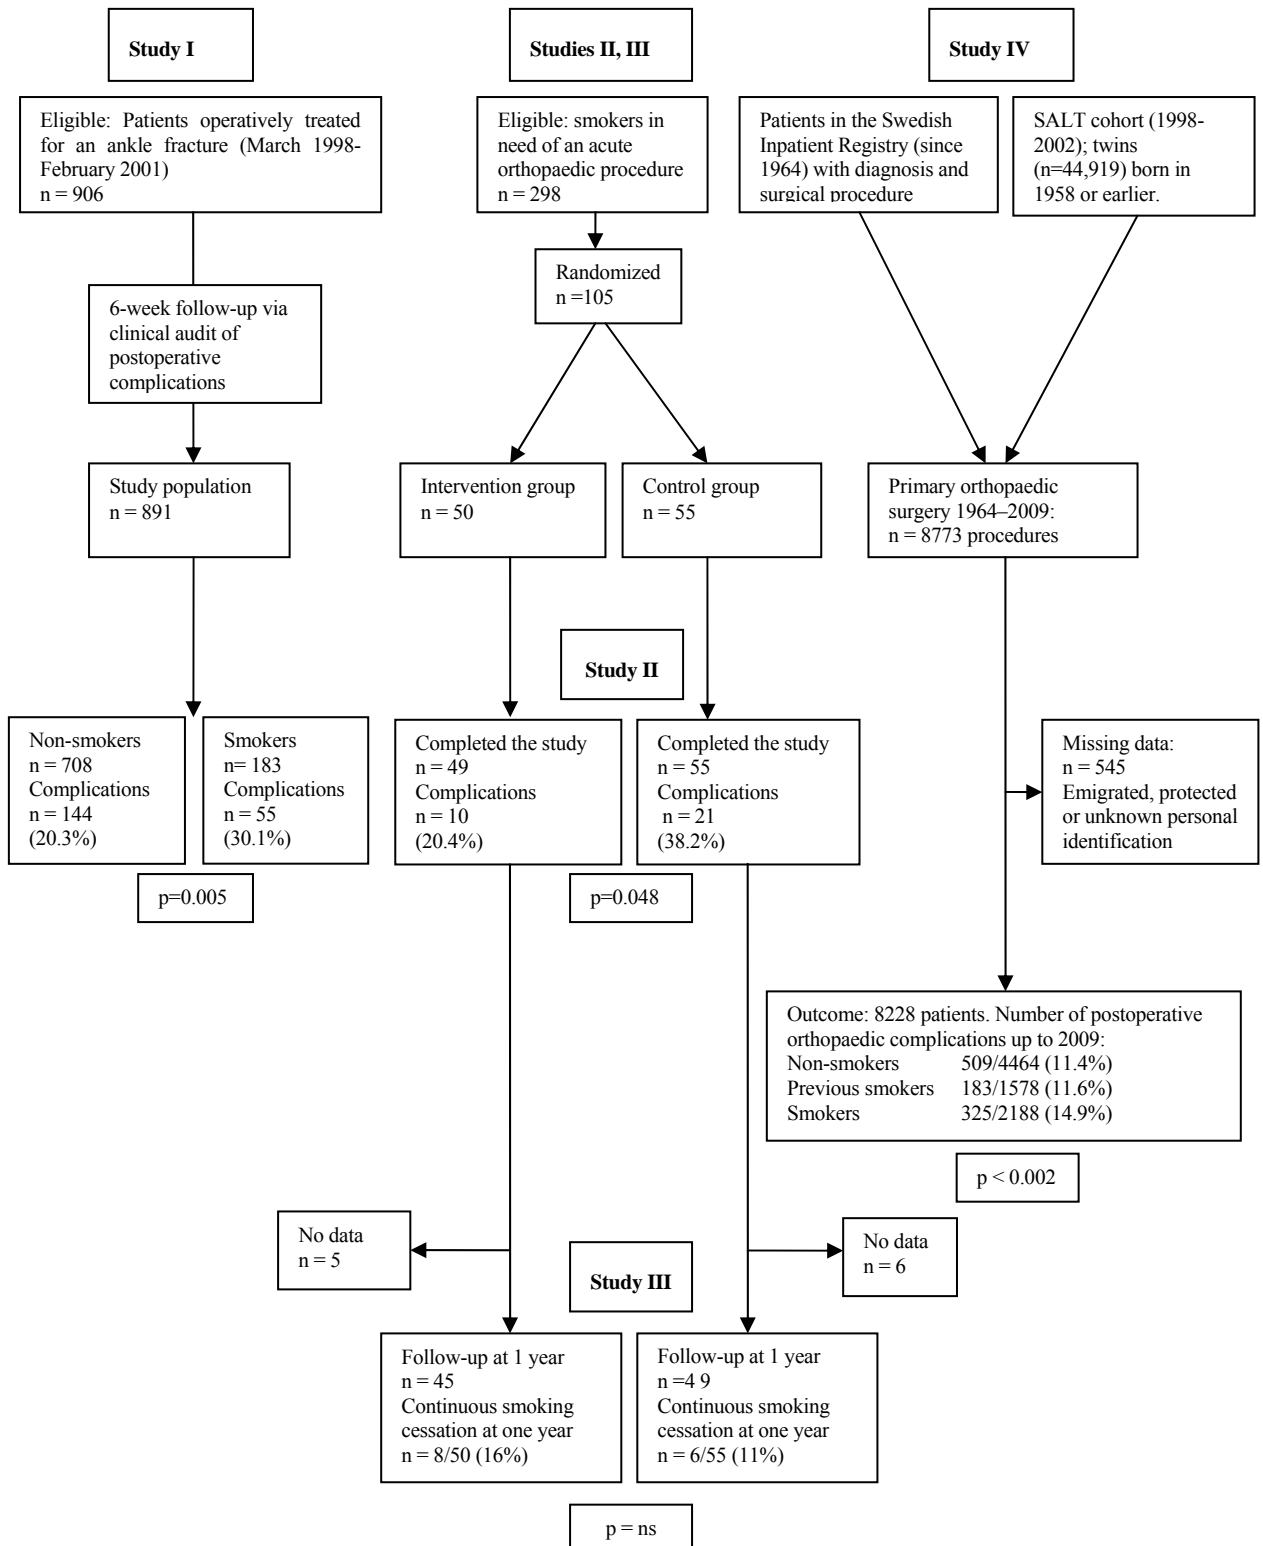 Study I
Eligible: Patients operatively treated
for an ankle fracture (March 1998-
February 2001)
n = 906
6-week follow-up via
clinical audit of
postoperative
complications
Study population
n = 891
Non-smokers
n = 708
Complications
n = 144
(20.3%)
Smokers
n= 183
Complications
n = 55
(30.1%)
p=0.005
Studies II, III
Eligible: smokers in
need of an acute
orthopaedic procedure
n = 298
Randomized
n =105
Intervention group
n = 50
Control group
n = 55
Study II
Completed the study
n = 49
Complications
n = 10
(20.4%)
Completed the study
n = 55
Complications
n = 21
(38.2%)
p=0.048
No data
n = 5
No data
n = 6
Study III
Follow-up at 1 year
n = 45
Continuous smoking
cessation at one year
n = 8/50 (16%)
Follow-up at 1 year
n =4 9
Continuous smoking
cessation at one year
n = 6/55 (11%)
p = ns
Study IV
Patients in the Swedish
Inpatient Registry (since
1964) with diagnosis and
surgical procedure
SALT cohort (1998-
2002); twins
(n=44,919) born in
1958 or earlier.
Primary orthopaedic
surgery 1964–2009:
n = 8773 procedures
Missing data:
n = 545
Emigrated, protected
or unknown personal
identification
Outcome: 8228 patients. Number of postoperative
orthopaedic complications up to 2009:
Non-smokers 509/4464 (11.4%)
Previous smokers 183/1578 (11.6%)
Smokers 325/2188 (14.9%)
p < 0.002